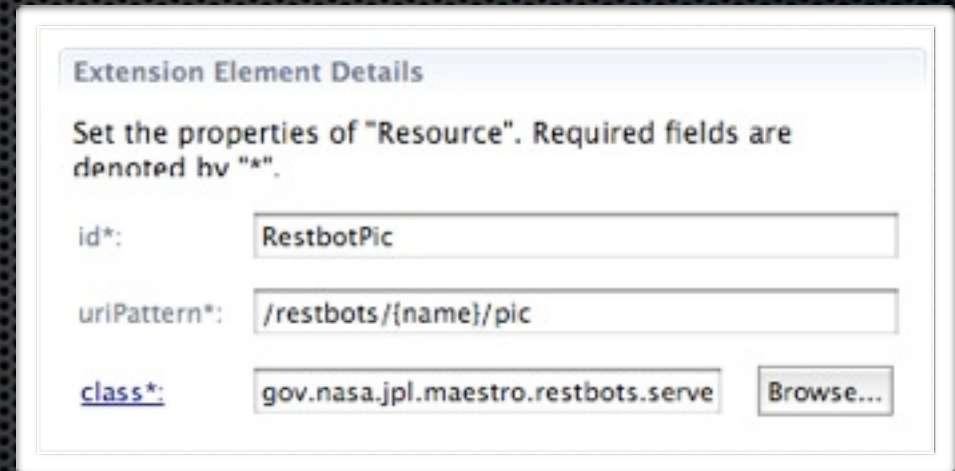 Extension Element Details
Set the properties of "Resource". Required fields are
denoted by "*".
id*: RestbotPic
uriPattern*: /restbots/{name}/pic
class*: gov.nasa.jpl.maestro.restbots.serve Browse...